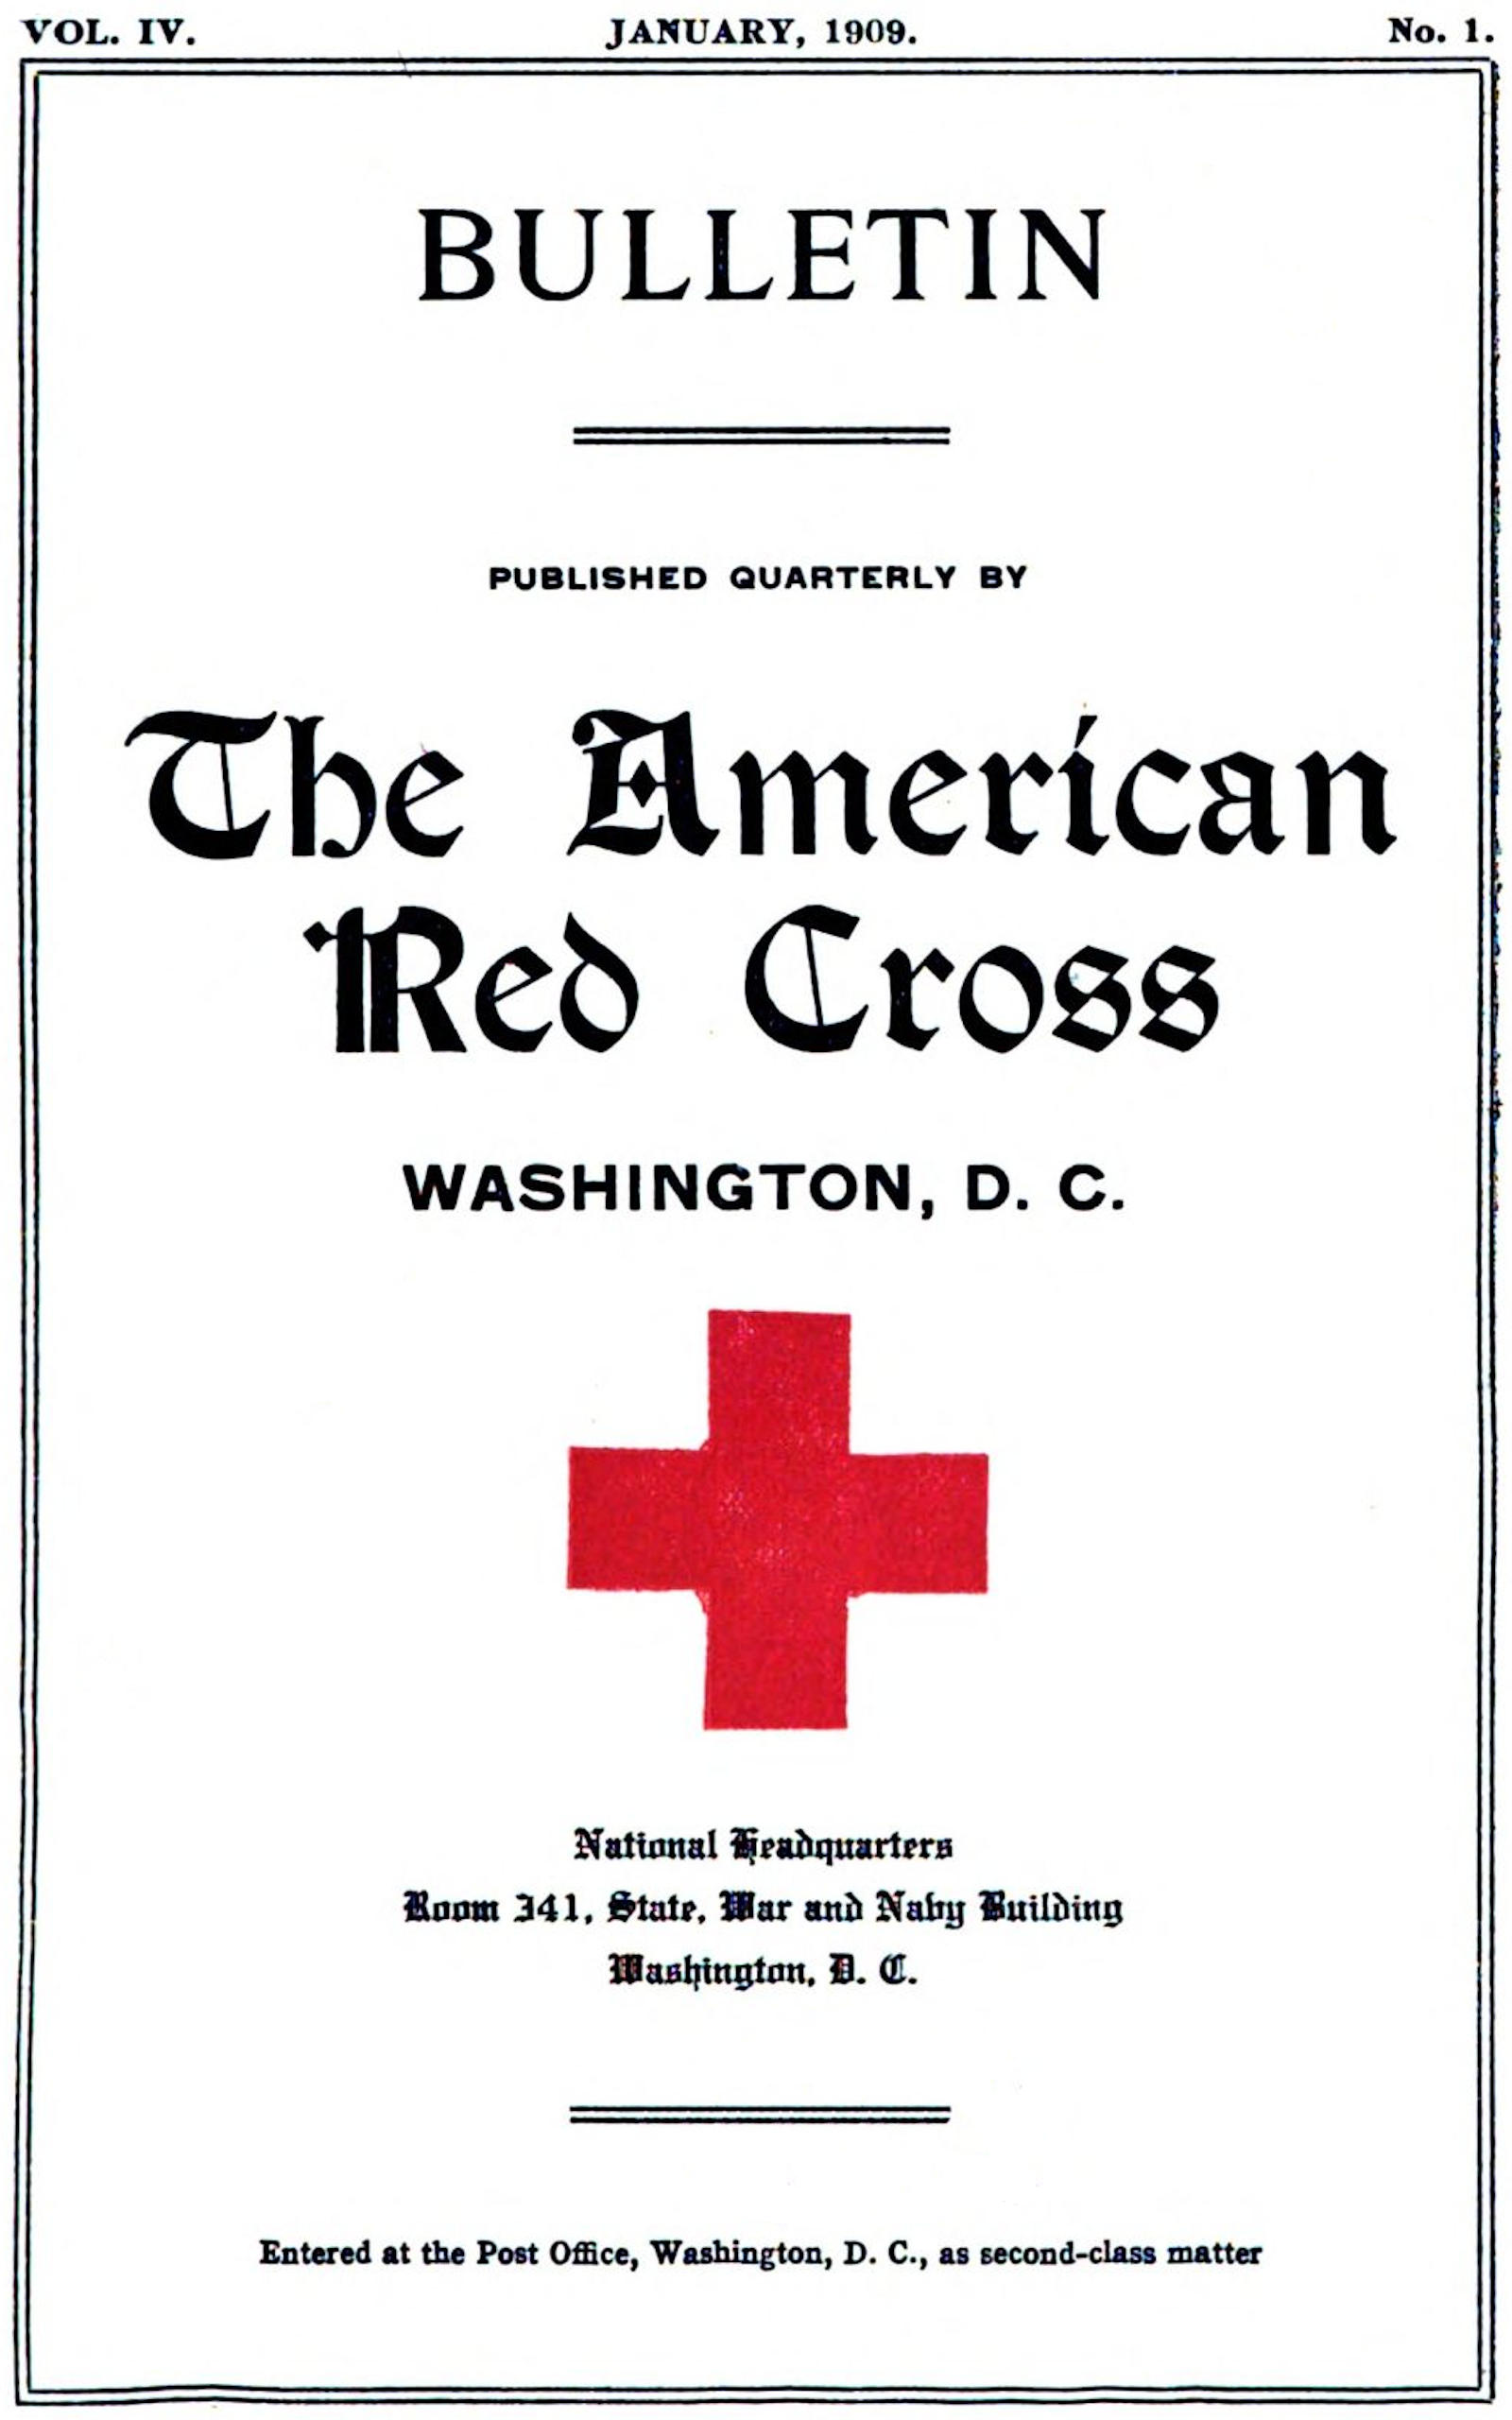 VOL. IV. JANUARY, 1909. No. 1.
BULLETIN
PUBLISHED QUARTERLY BY
The American
Red Cross
WASHINGTON, D. C.
National Headquarters
Room 341, State, War and Navy Building
Washington, D. C.
Entered at the Post Office, Washington, D. C., as second-class matter